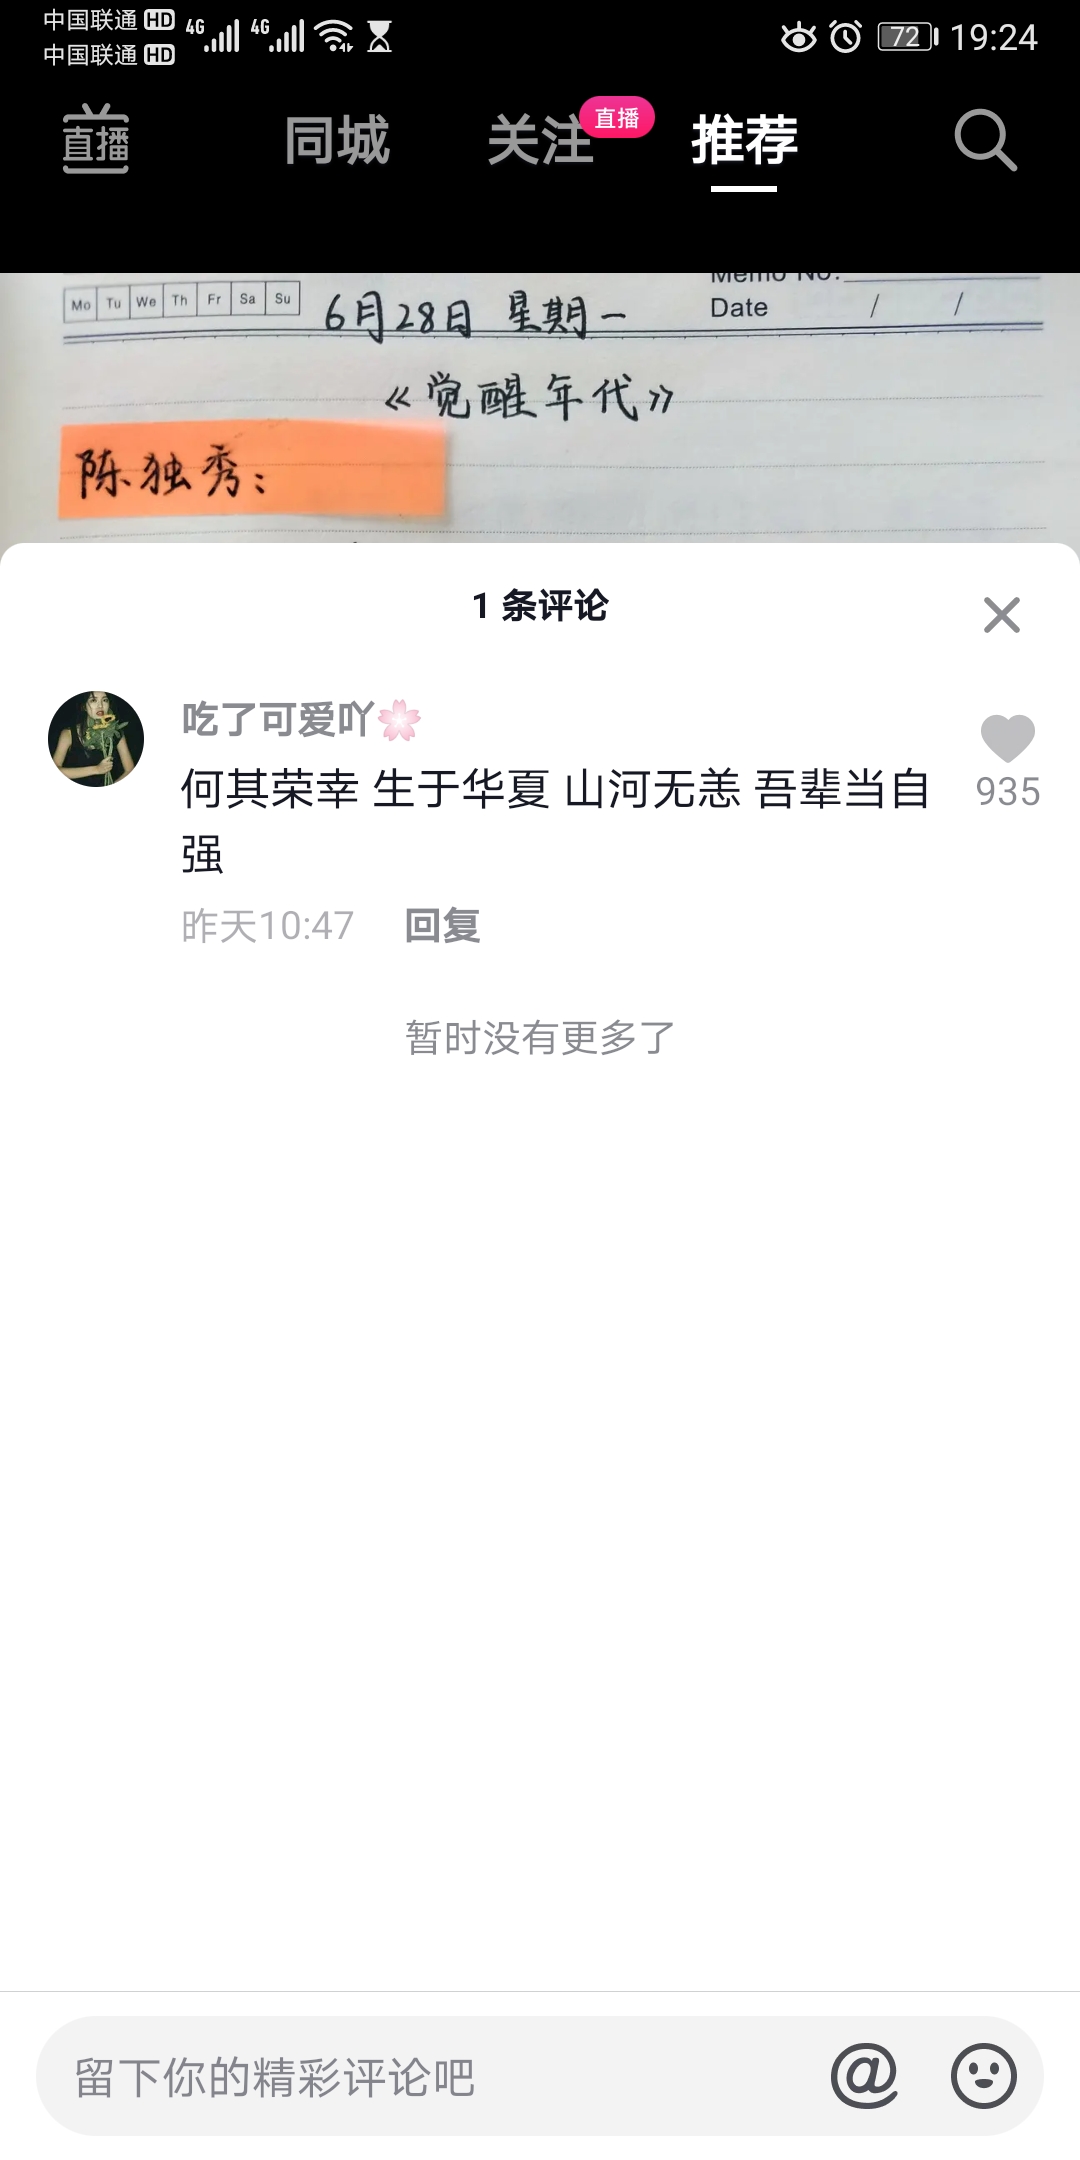 中国联通 HD 4G 4G 72 19:24
中国联通 HD
直播 同城 关注 直播 推荐
Mo Tu We Th Fr Sa Su 6月28日 星期一 Memo No.:
Date / /
《觉醒年代》
陈独秀:
1 条评论
吃了可爱吖🌸
何其荣幸 生于华夏 山河无恙 吾辈当自
强
935
昨天10:47 回复
暂时没有更多了
留下你的精彩评论吧 @